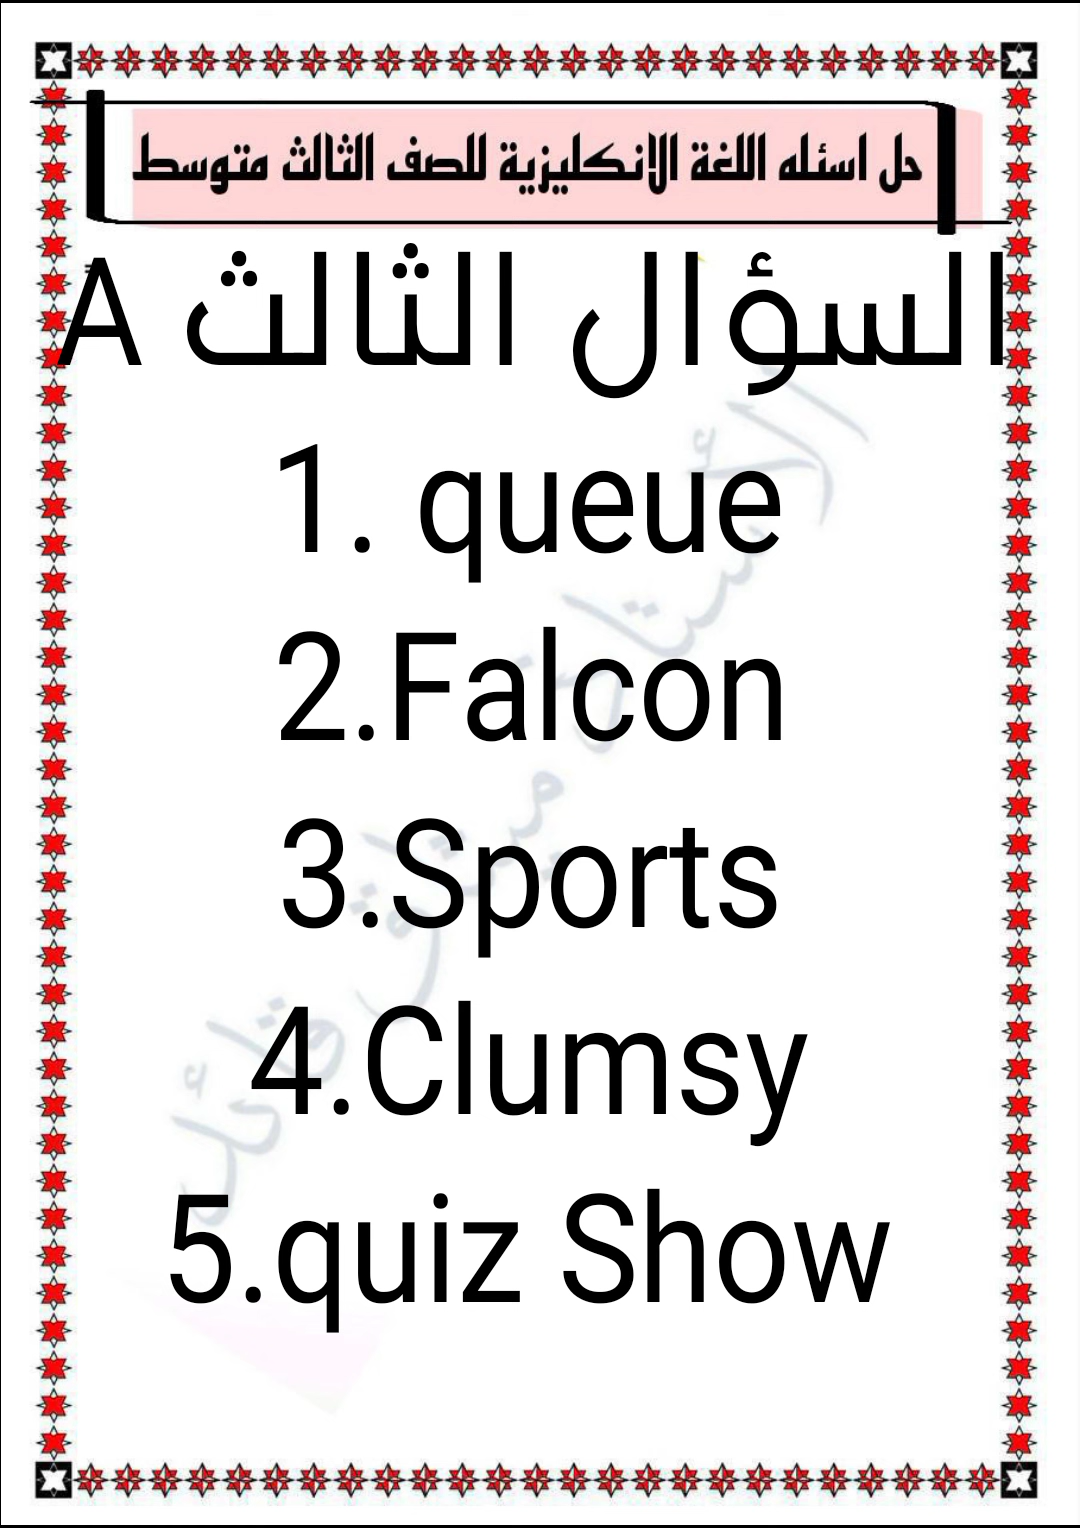 حل اسئله اللغة الانكليزية للصف الثالث متوسط
السؤال الثالث A
1. queue
2.Falcon
3.Sports
4.Clumsy
5.quiz Show